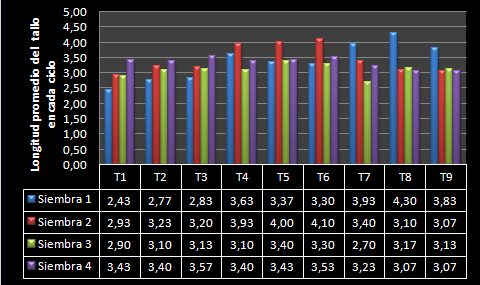 Longitud promedio del tallo
encada ciclo
5,00
4,50
4,00
3,50
3,00
2,50
2,00
1,50
1,00
0,50
0,00
T1 T2 T3 T4 T5 T6 T7 T8 T9
Siembra 1 2,43 2,77 2,83 3,63 3,37 3,30 3,93 4,30 3,83
Siembra 2 2,93 3,23 3,20 3,93 4,00 4,10 3,40 3,10 3,07
Siembra 3 2,90 3,10 3,13 3,10 3,40 3,30 2,70 3,17 3,13
Siembra 4 3,43 3,40 3,57 3,40 3,43 3,53 3,23 3,07 3,07